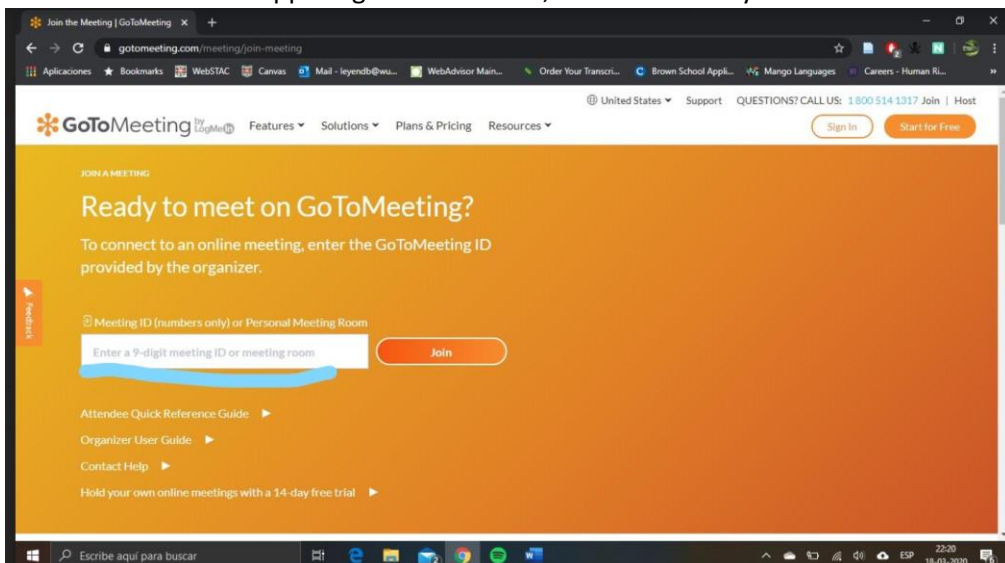 Join the Meeting | GoToMeeting
gotomeeting.com/meeting/join-meeting
Aplicaciones Bookmarks WebSTAC Canvas Mail - leyendb@wu... WebAdvisor Main... Order Your Transcri... Brown School Appli... Mango Languages Careers - Human Ri... »
United States Support QUESTIONS? CALL US: 1 800 514 1317 Join | Host
GoToMeeting by LogMeIn Features Solutions Plans & Pricing Resources Sign In Start for Free
JOIN A MEETING
Ready to meet on GoToMeeting?
To connect to an online meeting, enter the GoToMeeting ID
provided by the organizer.
Feedback
Meeting ID (numbers only) or Personal Meeting Room
Enter a 9-digit meeting ID or meeting room Join
Attendee Quick Reference Guide
Organizer User Guide
Contact Help
Hold your own online meetings with a 14-day free trial
Escribe aquí para buscar ESP 22:20
18-03-2020